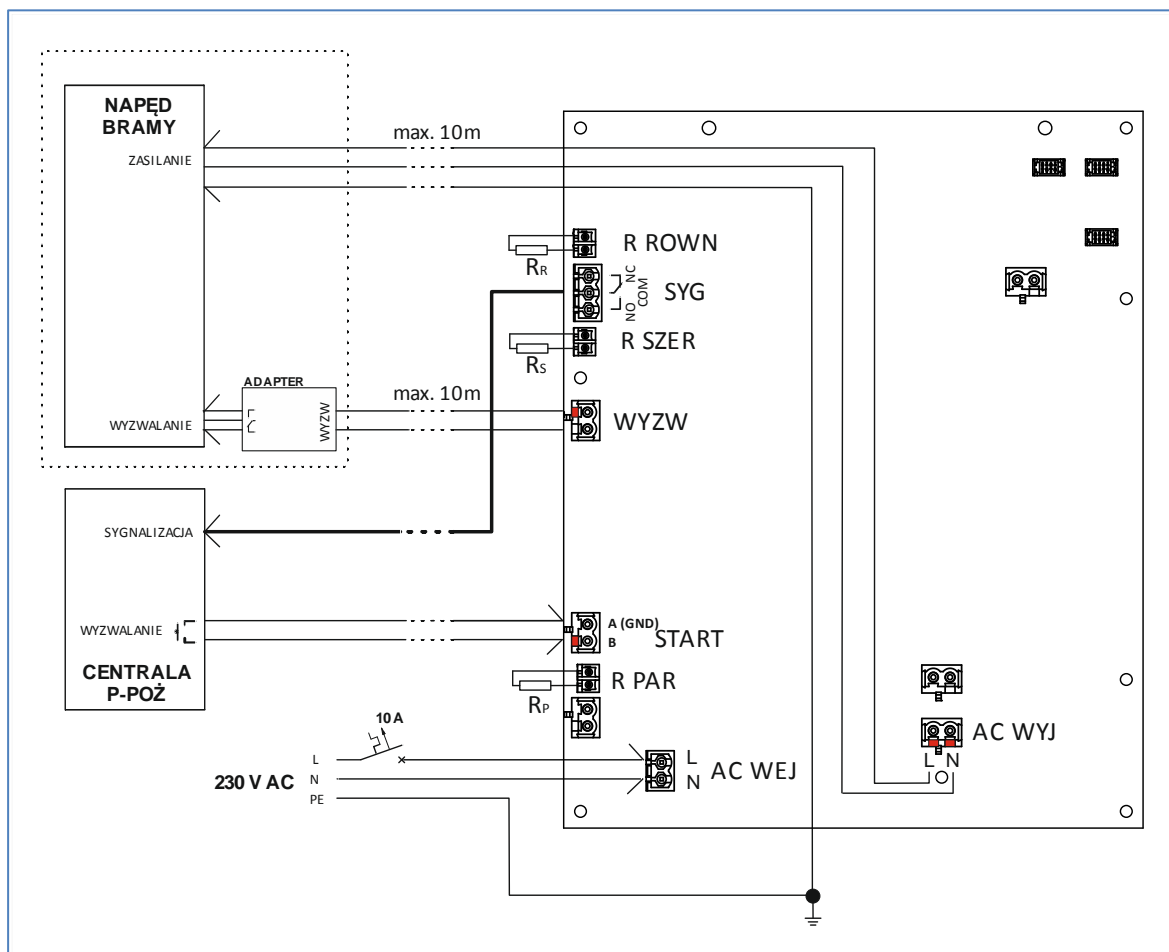 NAPĘD
BRAMY
ZASILANIE
max. 10m
R ROWN
RR
NC
COM
NO
SYG
R SZER
RS
ADAPTER
WYZW
max. 10m
WYZWALANIE
WYZW
SYGNALIZACJA
WYZWALANIE
A (GND)
B
START
CENTRALA
P-POŻ
R PAR
RP
10 A
L
230 V AC
N
PE
L
N
AC WEJ
AC WYJ
L N